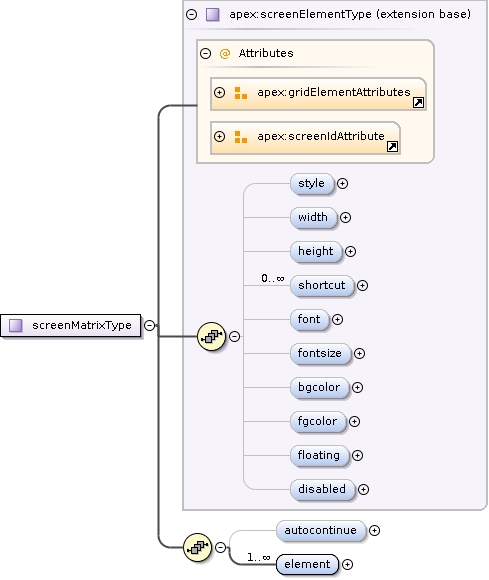 apex:screenElementType (extension base)
@ Attributes
apex:gridElementAttributes
apex:screenIdAttribute
style
width
height
0..∞
shortcut
font
screenMatrixType
fontsize
bgcolor
fgcolor
floating
disabled
autocontinue
1..∞
element